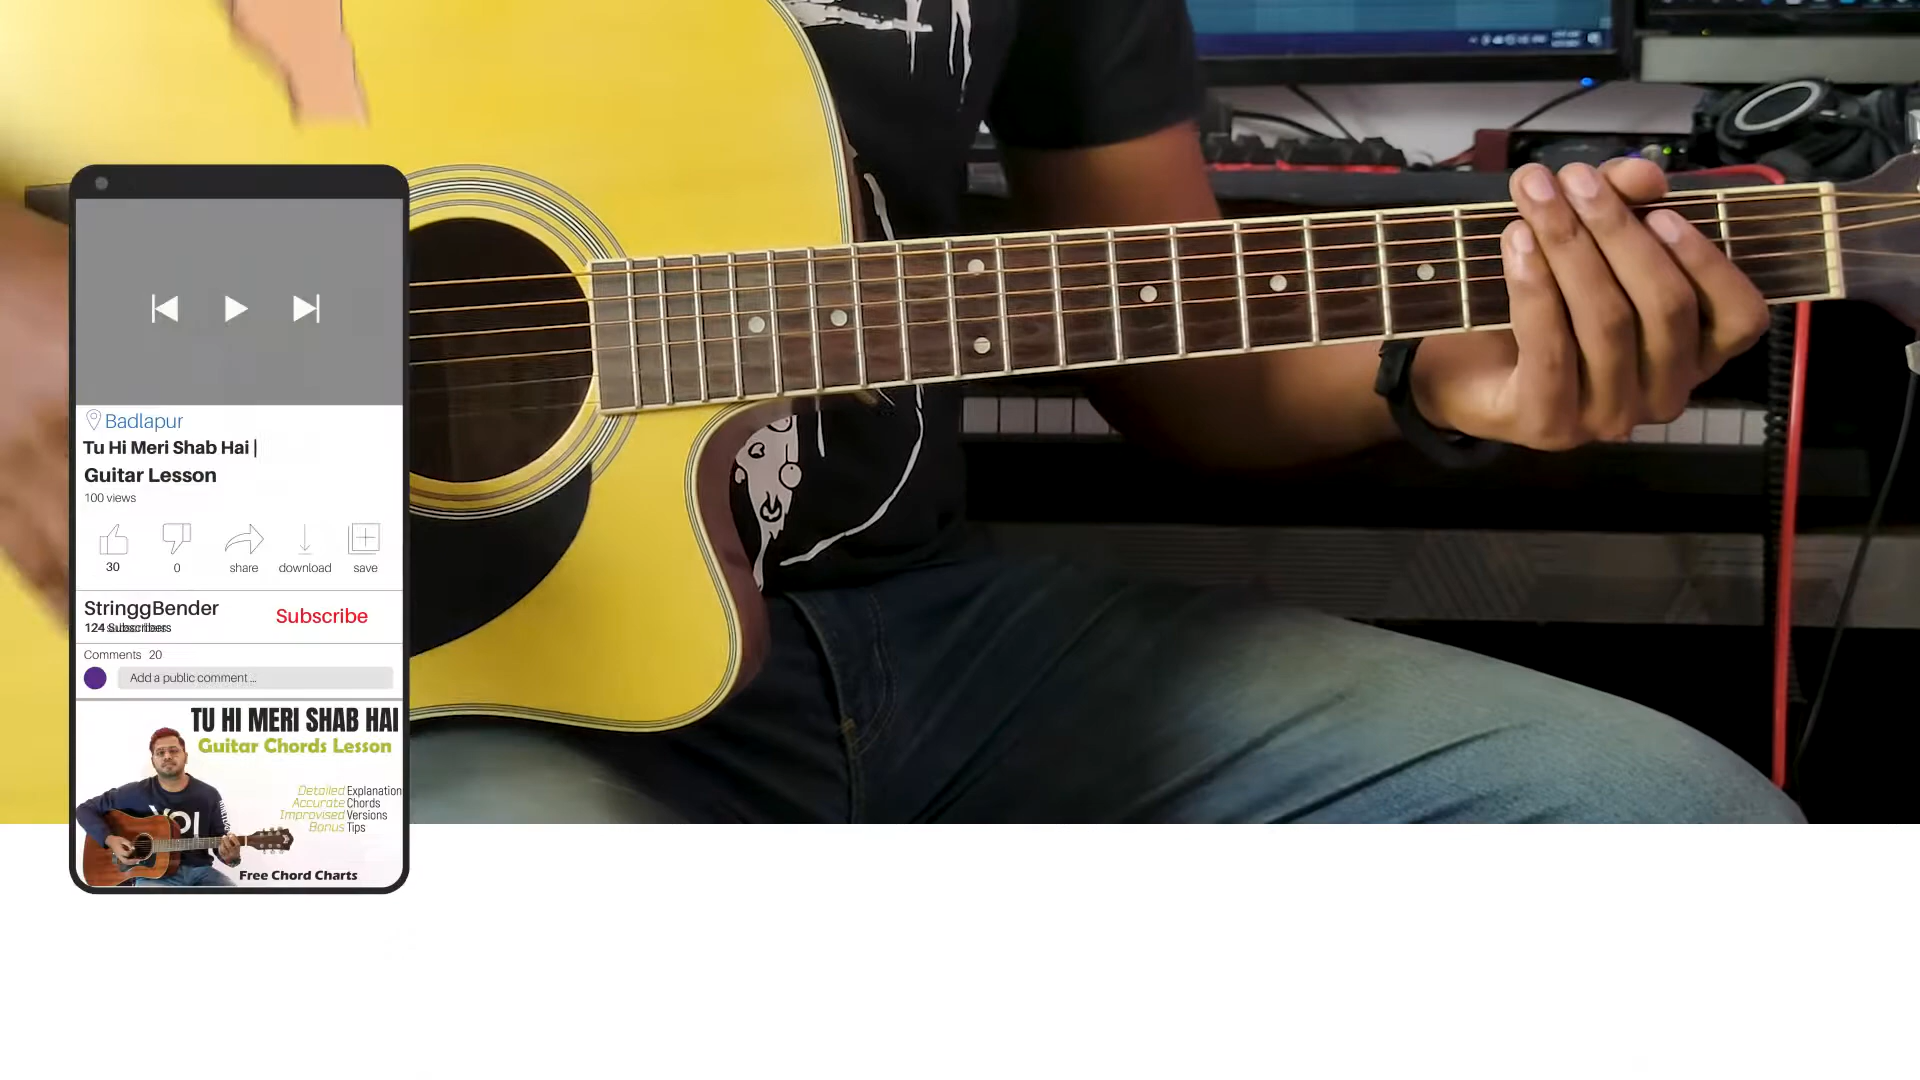 Badlapur
Tu Hi Meri Shab Hai |
Guitar Lesson
100 views
30
0
share
download
save
StringgBender
Subscribe
124 Subscribers
Comments 20
Add a public comment ...
TU HI MERI SHAB HAI
Guitar Chords Lesson
Detailed Explanation
Accurate Chords
Improvised Versions
Bonus Tips
Free Chord Charts